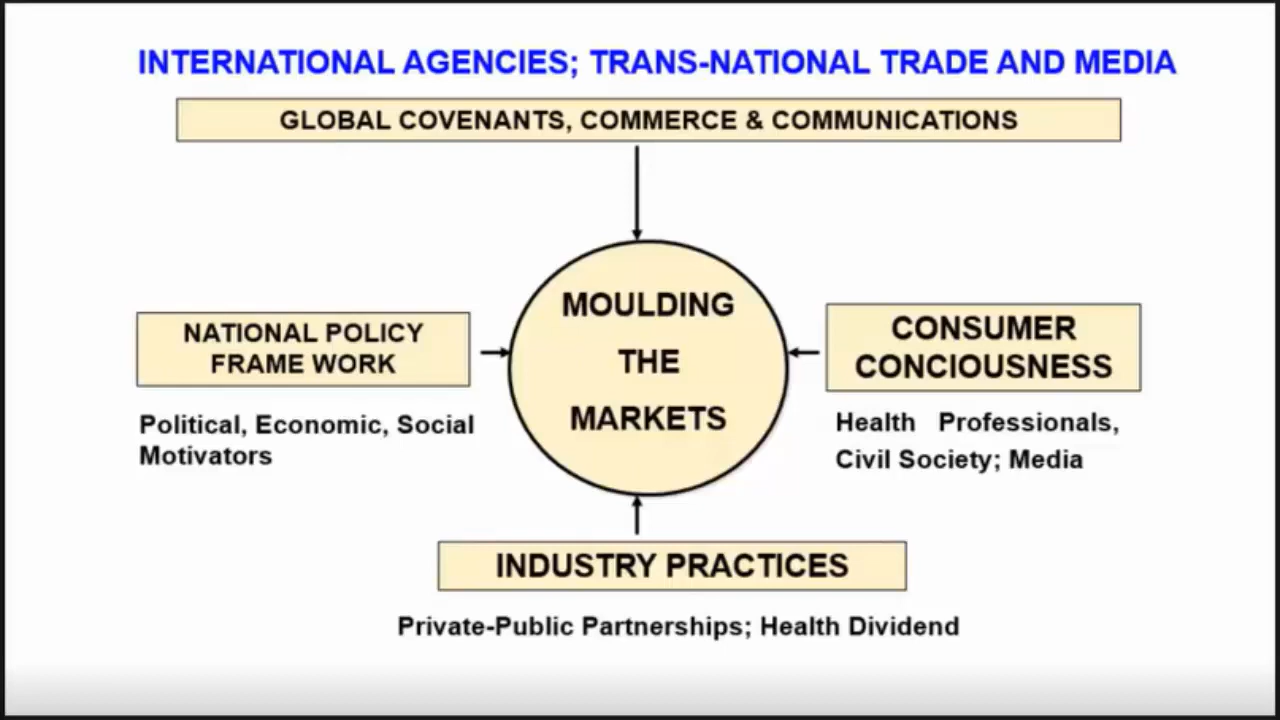 INTERNATIONAL AGENCIES; TRANS-NATIONAL TRADE AND MEDIA
GLOBAL COVENANTS, COMMERCE & COMMUNICATIONS
MOULDING
THE
MARKETS
NATIONAL POLICY
FRAME WORK
Political, Economic, Social
Motivators
CONSUMER
CONCIOUSNESS
Health Professionals,
Civil Society; Media
INDUSTRY PRACTICES
Private-Public Partnerships; Health Dividend